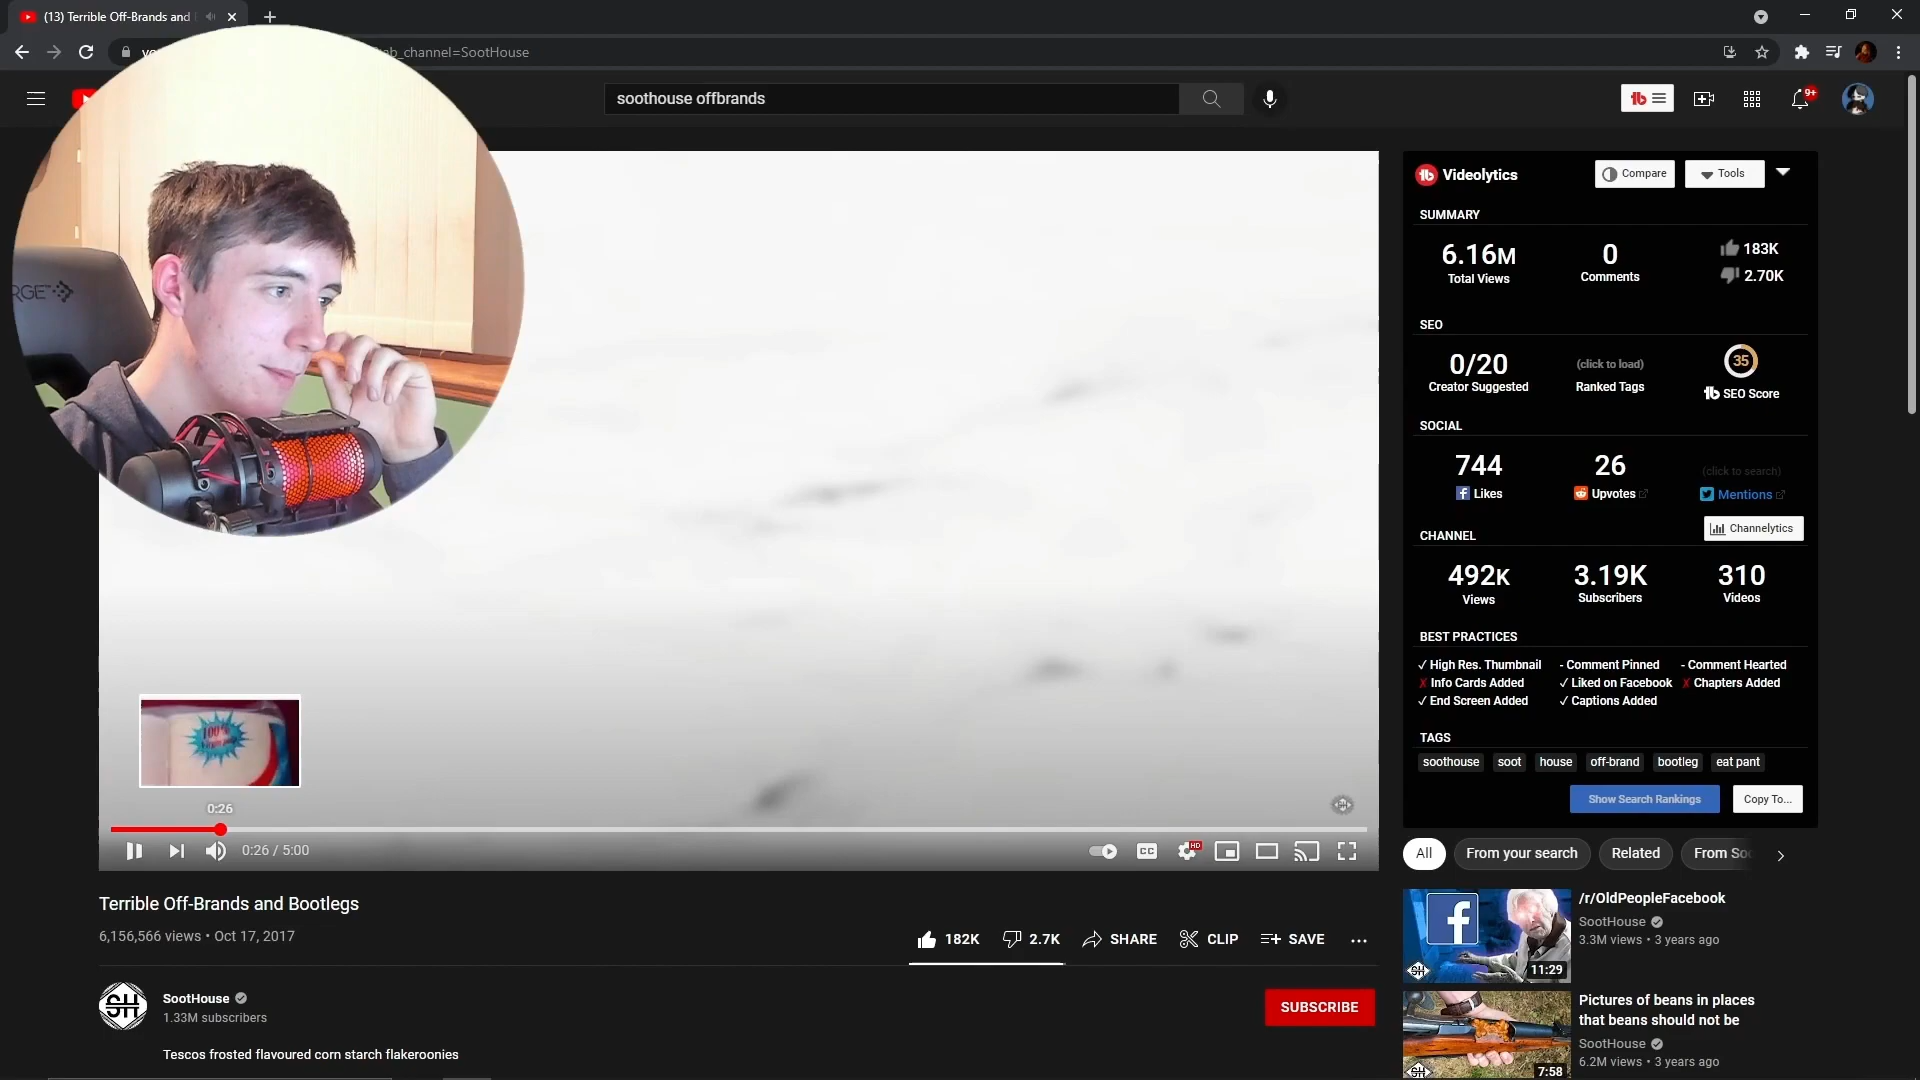 (13) Terrible Off-Brands and
ab_channel=SootHouse
soothouse offbrands
9+
Videolytics
Compare
Tools
SUMMARY
6.16M
Total Views
0
Comments
183K
2.70K
SEO
0/20
Creator Suggested
(click to load)
Ranked Tags
35
SEO Score
SOCIAL
744
Likes
26
Upvotes
(click to search)
Mentions
CHANNEL
Channelytics
492K
Views
3.19K
Subscribers
310
Videos
BEST PRACTICES
✓ High Res. Thumbnail - Comment Pinned - Comment Hearted
✗ Info Cards Added ✓ Liked on Facebook ✗ Chapters Added
✓ End Screen Added ✓ Captions Added
TAGS
soothouse soot house off-brand bootleg eat pant
Show Search Rankings
Copy To...
100%
0:26
0:26 / 5:00
CC
HD
Terrible Off-Brands and Bootlegs
6,156,566 views • Oct 17, 2017
182K 2.7K SHARE CLIP SAVE ...
SH
SootHouse
1.33M subscribers
SUBSCRIBE
Tescos frosted flavoured corn starch flakeroonies
All From your search Related From So
/r/OldPeopleFacebook
SootHouse
3.3M views • 3 years ago
11:29
Pictures of beans in places
that beans should not be
SootHouse
6.2M views • 3 years ago
7:58